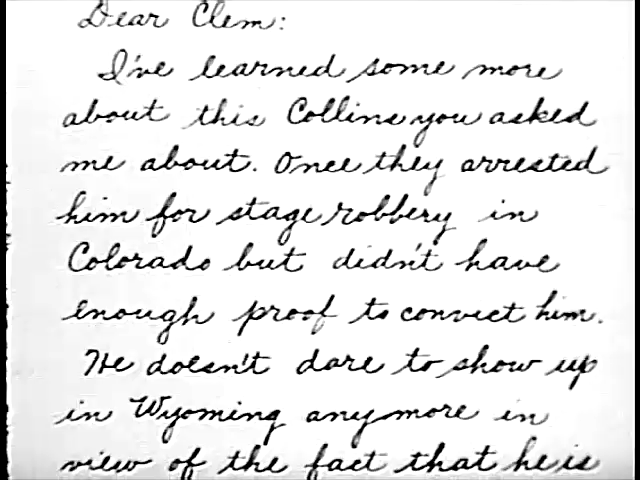 Dear Clem:
I've learned some more
about this Collins you asked
me about. Once they arrested
him for stage robbery in
Colorado but didn't have
enough proof to convict him.
He doesn't dare to show up
in Wyoming anymore in
view of the fact that he is